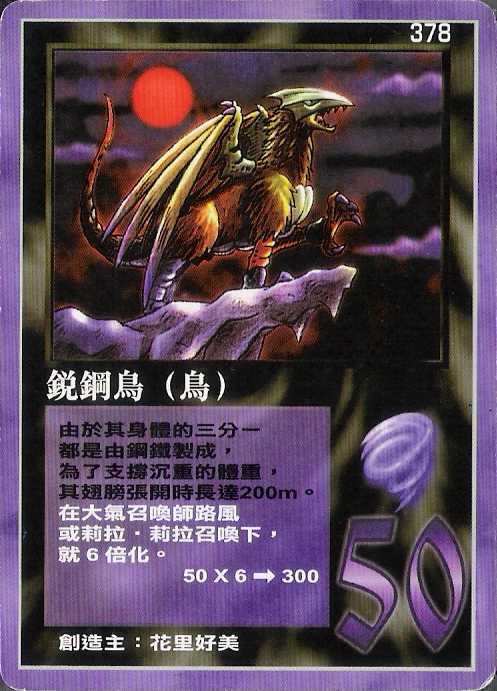 378
鋭鋼鳥（鳥）
由於其身體的三分一
都是由鋼鐵製成，
為了支撐沉重的體重，
其翅膀張開時長達200m。
在大氣召喚師路風
或莉拉．莉拉召喚下，
就 6 倍化。
50 X 6 ➡ 300
50
創造主：花里好美